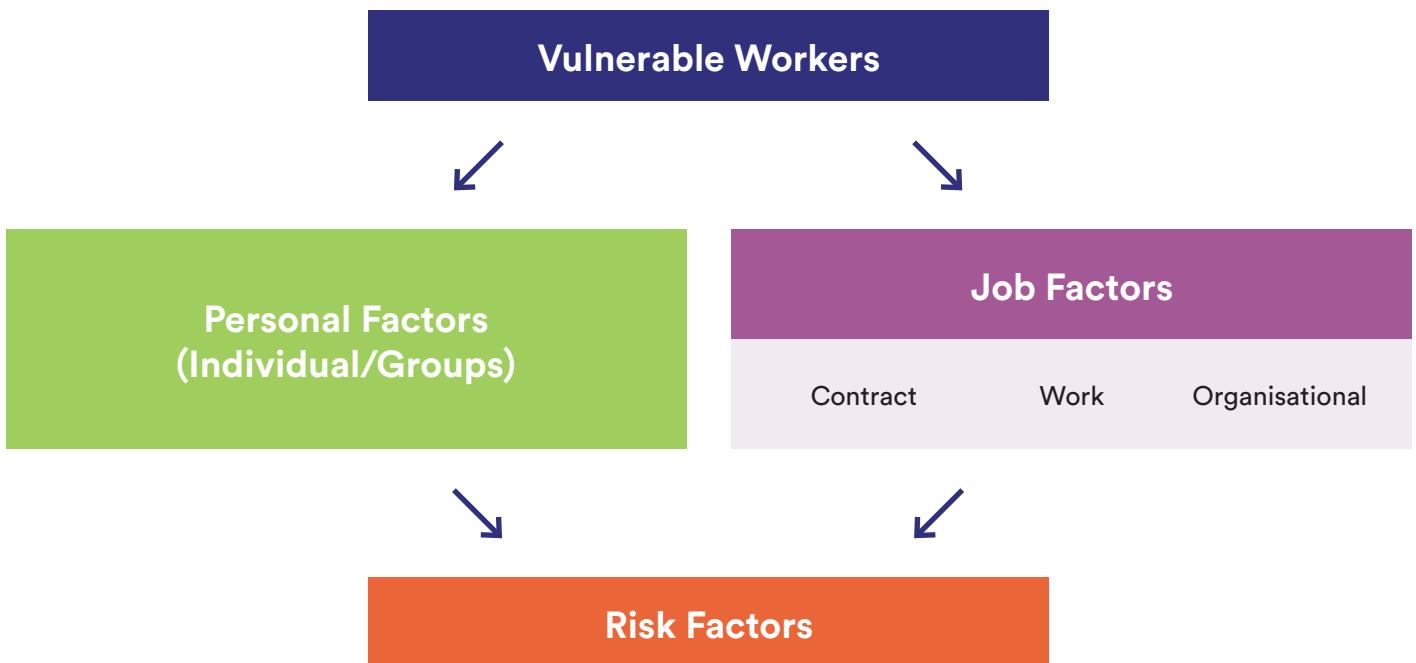 Vulnerable Workers
Personal Factors
(Individual/Groups)
Job Factors
Contract Work Organisational
Risk Factors